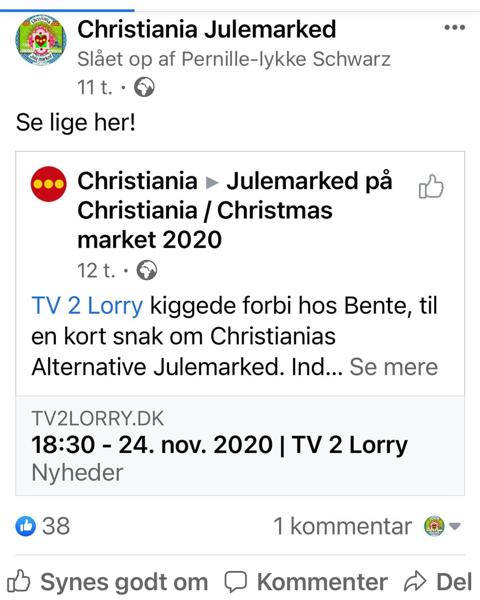 Christiania Julemarked
Slået op af Pernille-lykke Schwarz
11 t. ·
Se lige her!
Christiania ▸ Julemarked på
Christiania / Christmas
market 2020
12 t. ·
TV 2 Lorry kiggede forbi hos Bente, til
en kort snak om Christianias
Alternative Julemarked. Ind... Se mere
TV2LORRY.DK
18:30 - 24. nov. 2020 | TV 2 Lorry
Nyheder
38
1 kommentar
Synes godt om
Kommenter
Del